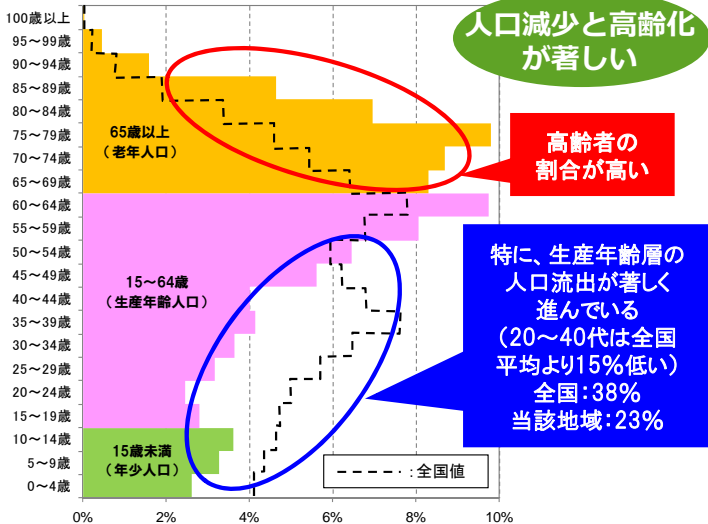 人口減少と高齢化
が著しい
100歳以上
95～99歳
90～94歳
85～89歳
80～84歳
75～79歳
70～74歳
65～69歳
60～64歳
55～59歳
50～54歳
45～49歳
40～44歳
35～39歳
30～34歳
25～29歳
20～24歳
15～19歳
10～14歳
5～9歳
0～4歳
65歳以上
（老年人口）
高齢者の
割合が高い
15～64歳
（生産年齢人口）
特に、生産年齢層の
人口流出が著しく
進んでいる
（20～40代は全国
平均より15%低い）
全国：38%
当該地域：23%
15歳未満
（年少人口）
：全国値
0%
2%
4%
6%
8%
10%